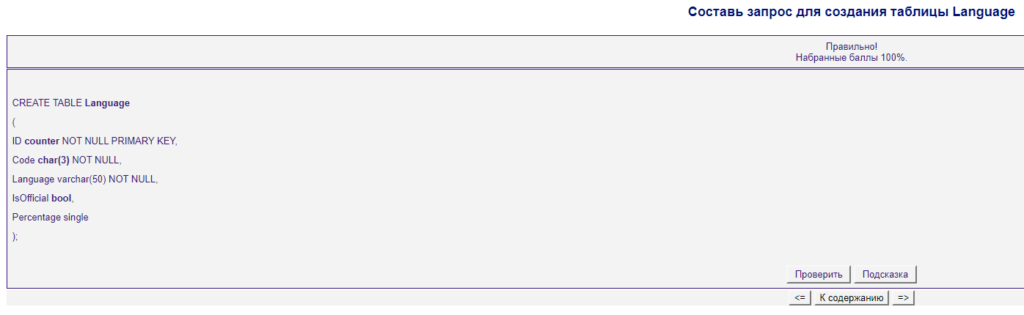 Составь запрос для создания таблицы Language
Правильно!
Набранные баллы 100%.
CREATE TABLE Language
(
ID counter NOT NULL PRIMARY KEY,
Code char(3) NOT NULL,
Language varchar(50) NOT NULL,
IsOfficial bool,
Percentage single
);
Проверить Подсказка
<= К содержанию =>